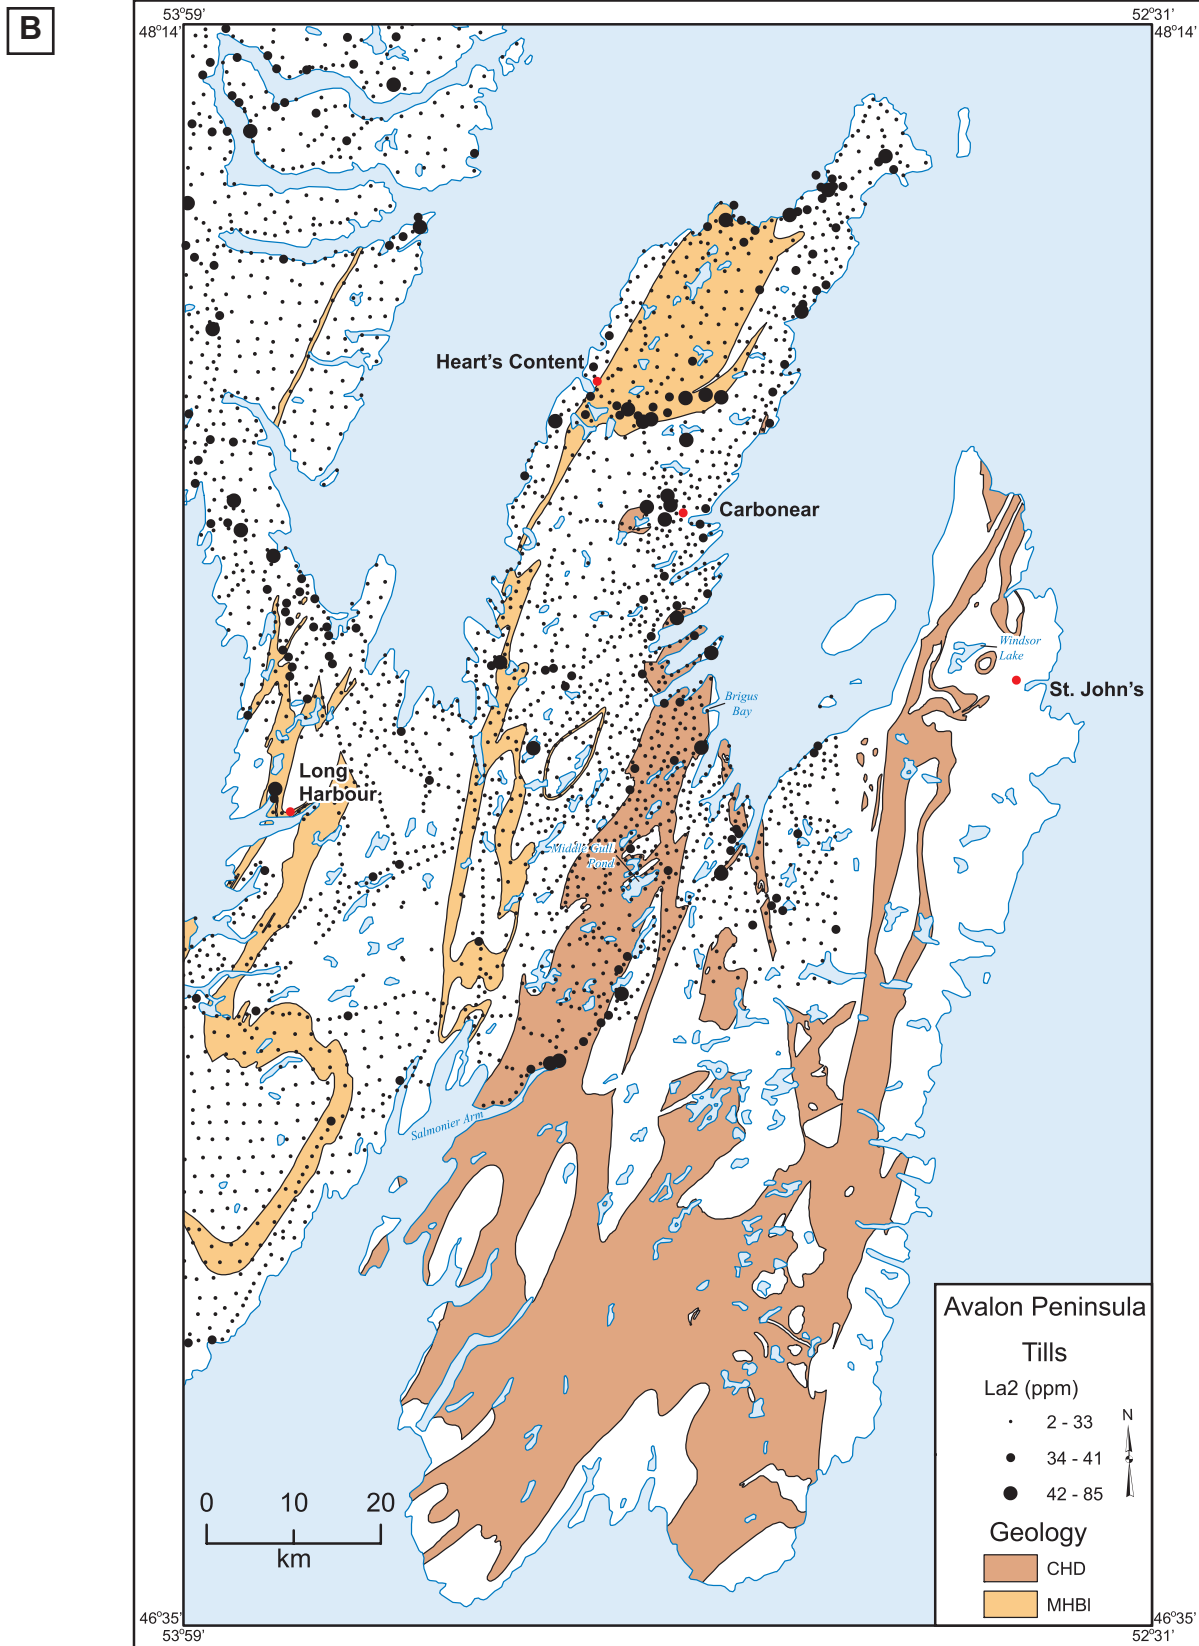 B
53°59’
52°31’
48°14’
48°14’
Heart’s Content
Carbonear
Windsor
Lake
St. John’s
Brigus
Bay
Long
Harbour
Middle Gull
Pond
Salmonier Arm
Avalon Peninsula
Tills
La2 (ppm)
2 - 33
34 - 41
42 - 85
N
Geology
CHD
MHBI
0 10 20
km
46°35’
46°35’
53°59’
52°31’